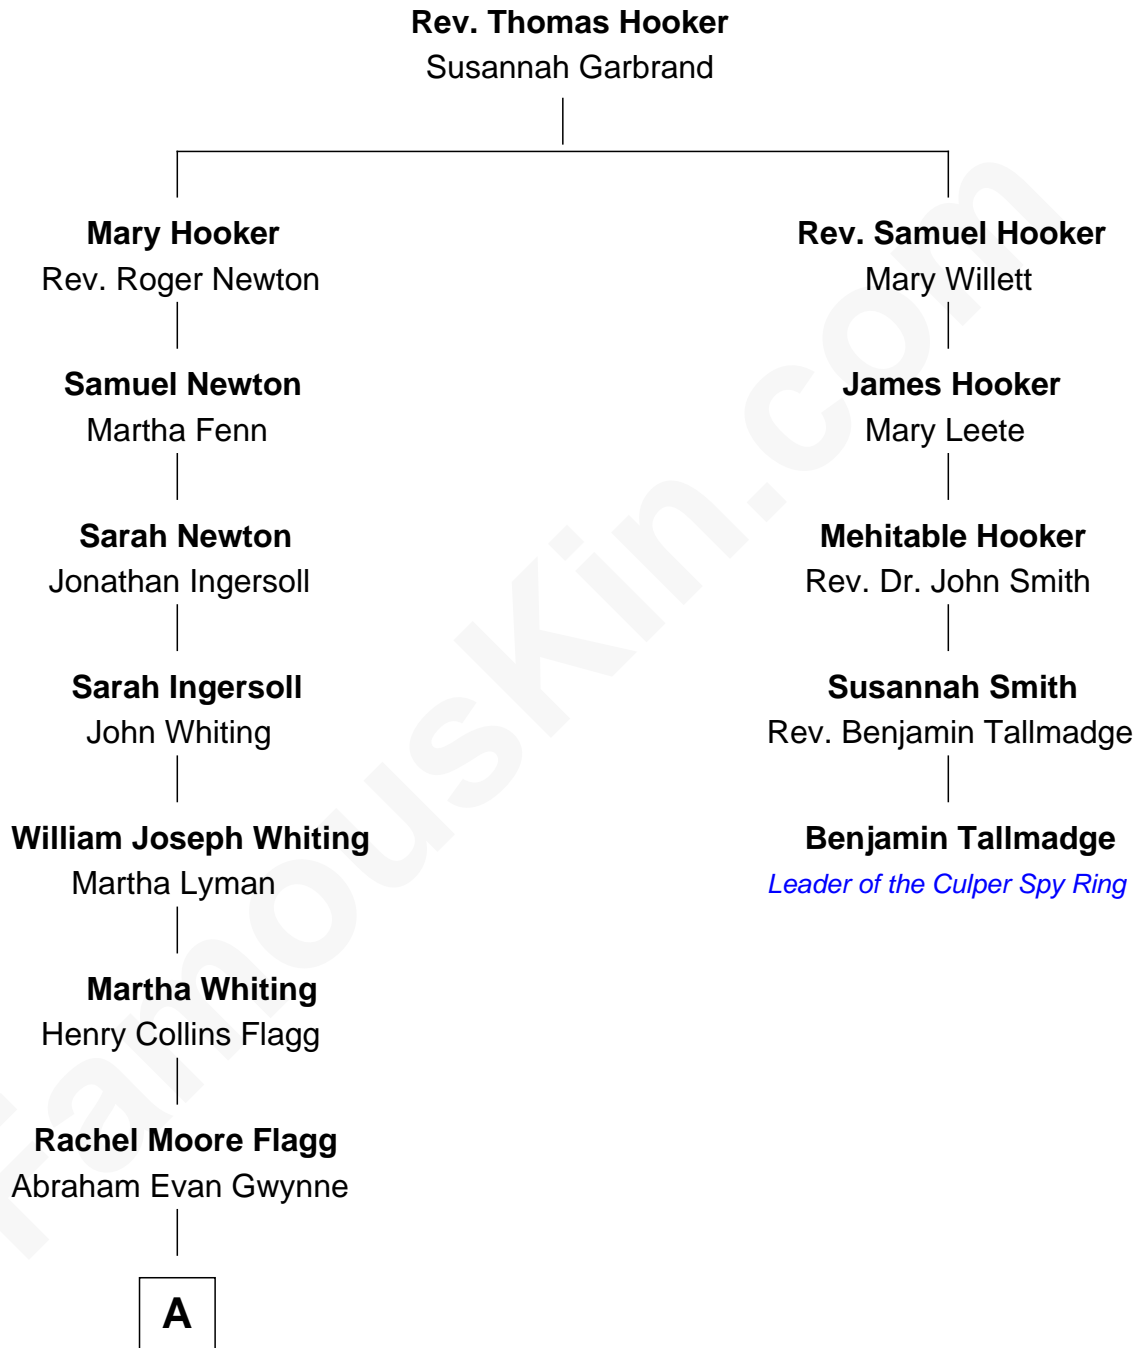 Rev. Thomas Hooker
Susannah Garbrand
Mary Hooker
Rev. Roger Newton
Samuel Newton
Martha Fenn
Sarah Newton
Jonathan Ingersoll
Sarah Ingersoll
John Whiting
William Joseph Whiting
Martha Lyman
Martha Whiting
Henry Collins Flagg
Rachel Moore Flagg
Abraham Evan Gwynne
A
Rev. Samuel Hooker
Mary Willett
James Hooker
Mary Leete
Mehitable Hooker
Rev. Dr. John Smith
Susannah Smith
Rev. Benjamin Tallmadge
Benjamin Tallmadge
Leader of the Culper Spy Ring
FamousKin.com